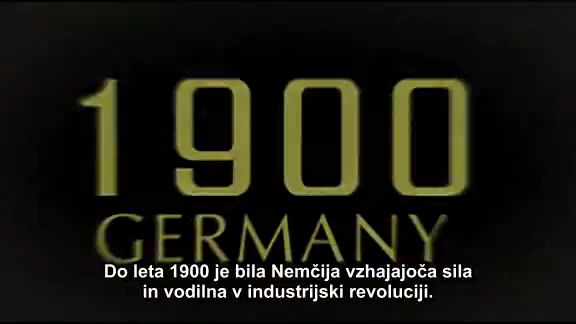 1900
GERMANY
Do leta 1900 je bila Nemčija vzhajajoča sila
in vodilna v industrijski revoluciji.